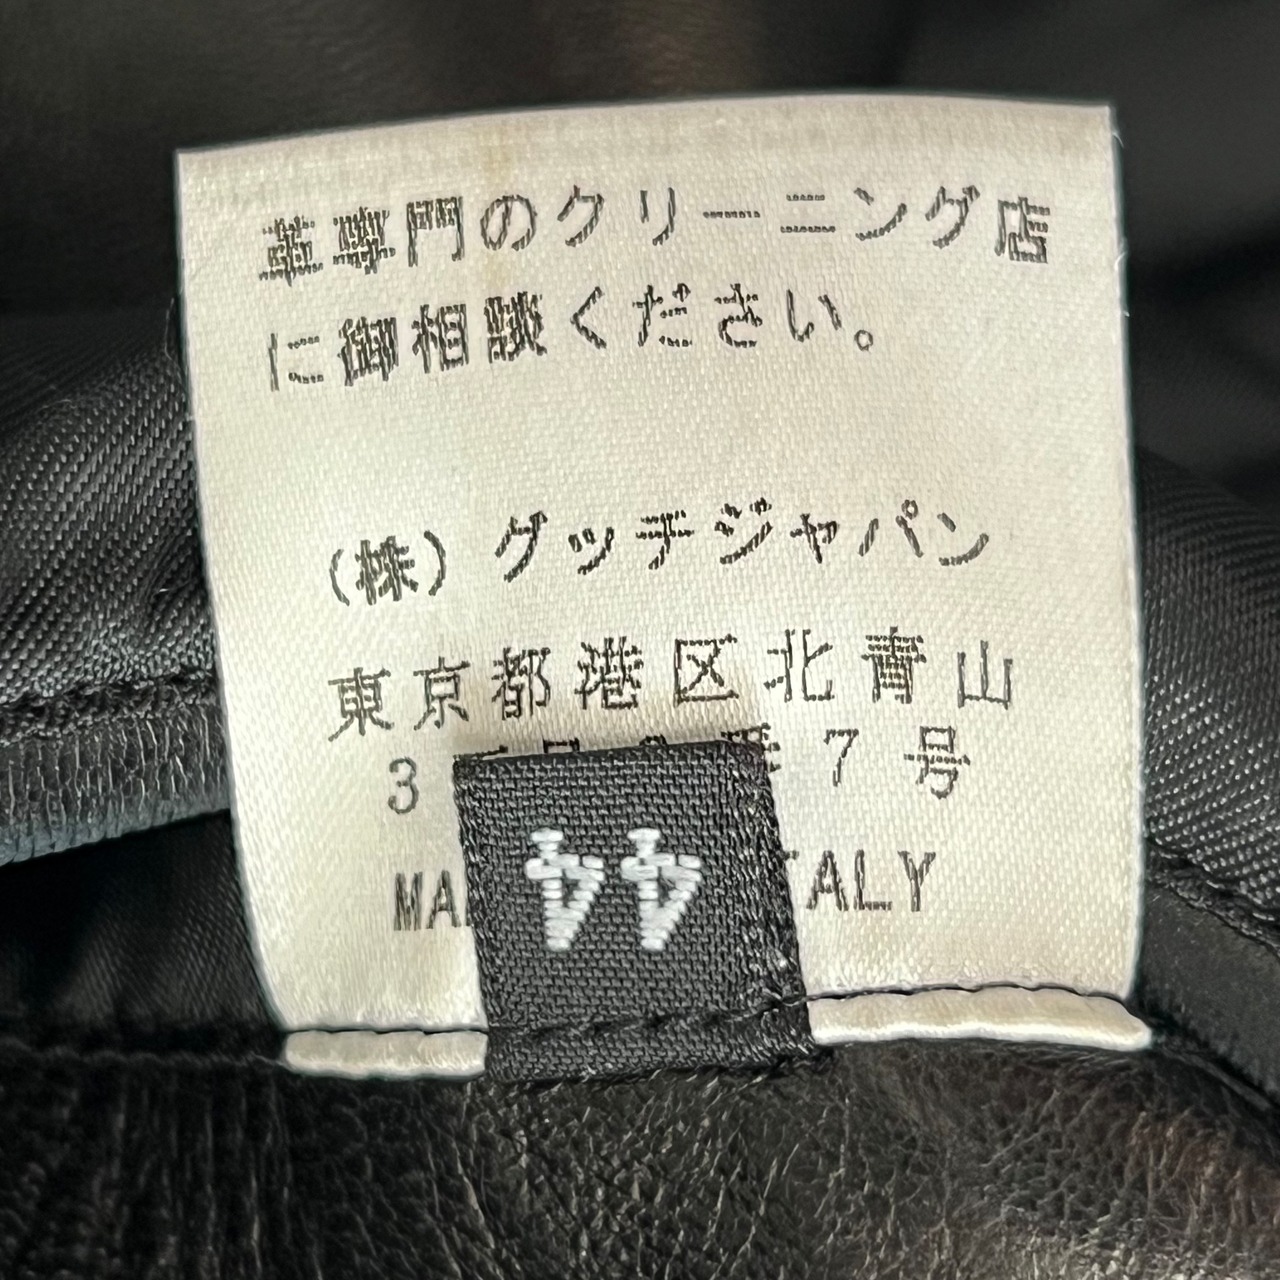 革専門のクリーニング店
に御相談ください。
(株) グッチジャパン
東京都港区北青山
3 7号
44